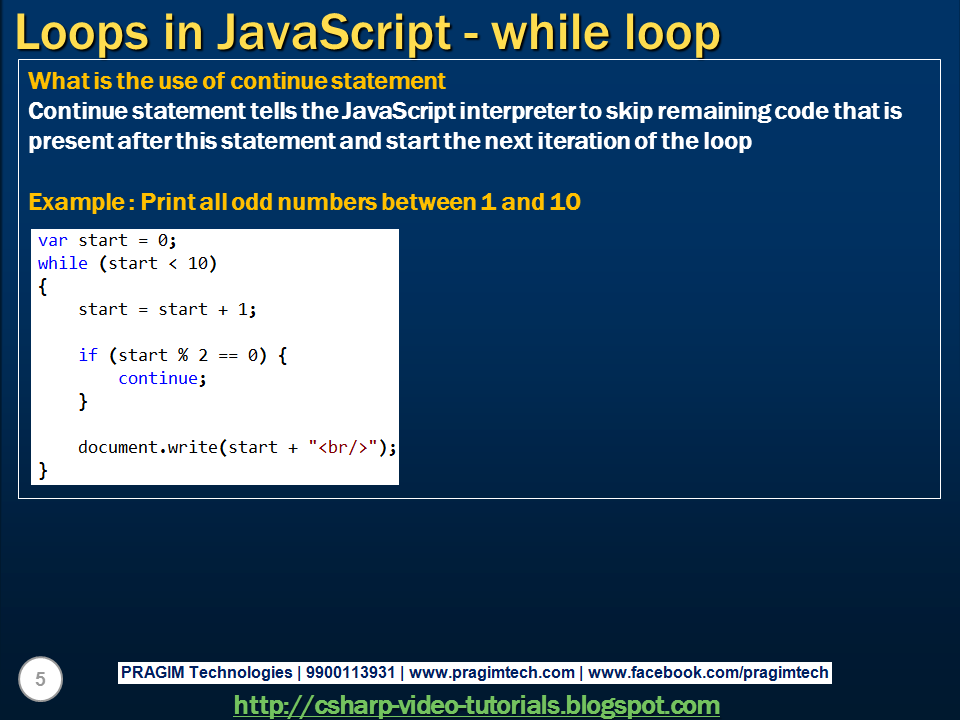 Loops in JavaScript - while loop
What is the use of continue statement
Continue statement tells the JavaScript interpreter to skip remaining code that is
present after this statement and start the next iteration of the loop
Example : Print all odd numbers between 1 and 10
var start = 0;
while (start < 10)
{
    start = start + 1;
    if (start % 2 == 0) {
        continue;
    }
    document.write(start + "<br/>");
}
5
PRAGIM Technologies | 9900113931 | www.pragimtech.com | www.facebook.com/pragimtech
http://csharp-video-tutorials.blogspot.com